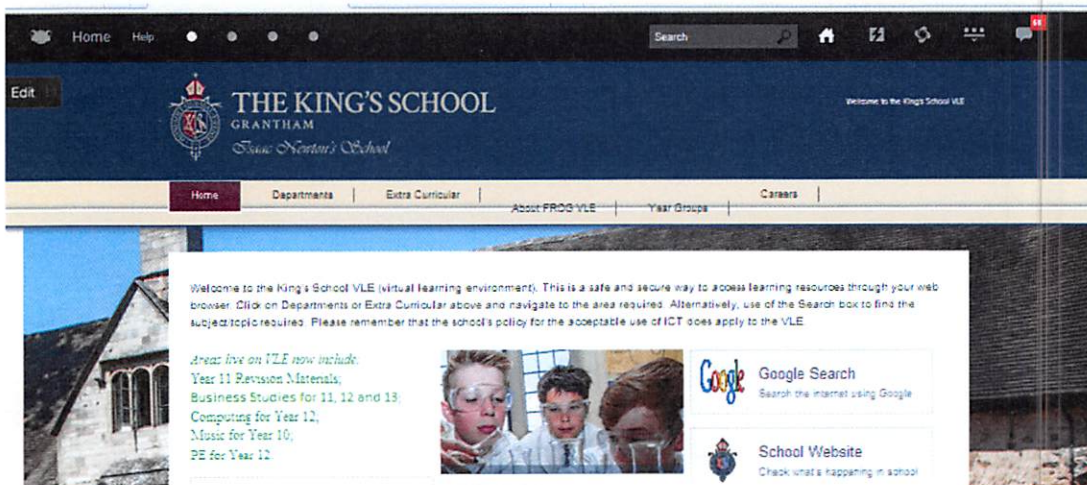 Home Help Search 68
Edit
THE KING'S SCHOOL
GRANTHAM
Isaac Newton's School
Welcome to the King's School VLE
Home Departments Extra Curricular About FROG VLE Year Groups Careers
Welcome to the King's School VLE (virtual learning environment). This is a safe and secure way to access learning resources through your web
browser. Click on Departments or Extra Curricular above and navigate to the area required. Alternatively, use of the Search box to find the
subject/topic required. Please remember that the school's policy for the acceptable use of ICT does apply to the VLE.
Areas live on VLE now include:
Year 11 Revision Materials;
Business Studies for 11, 12 and 13;
Computing for Year 12;
Music for Year 10;
PE for Year 12.
Google
Google Search
Search the internet using Google
School Website
Check what's happening in school